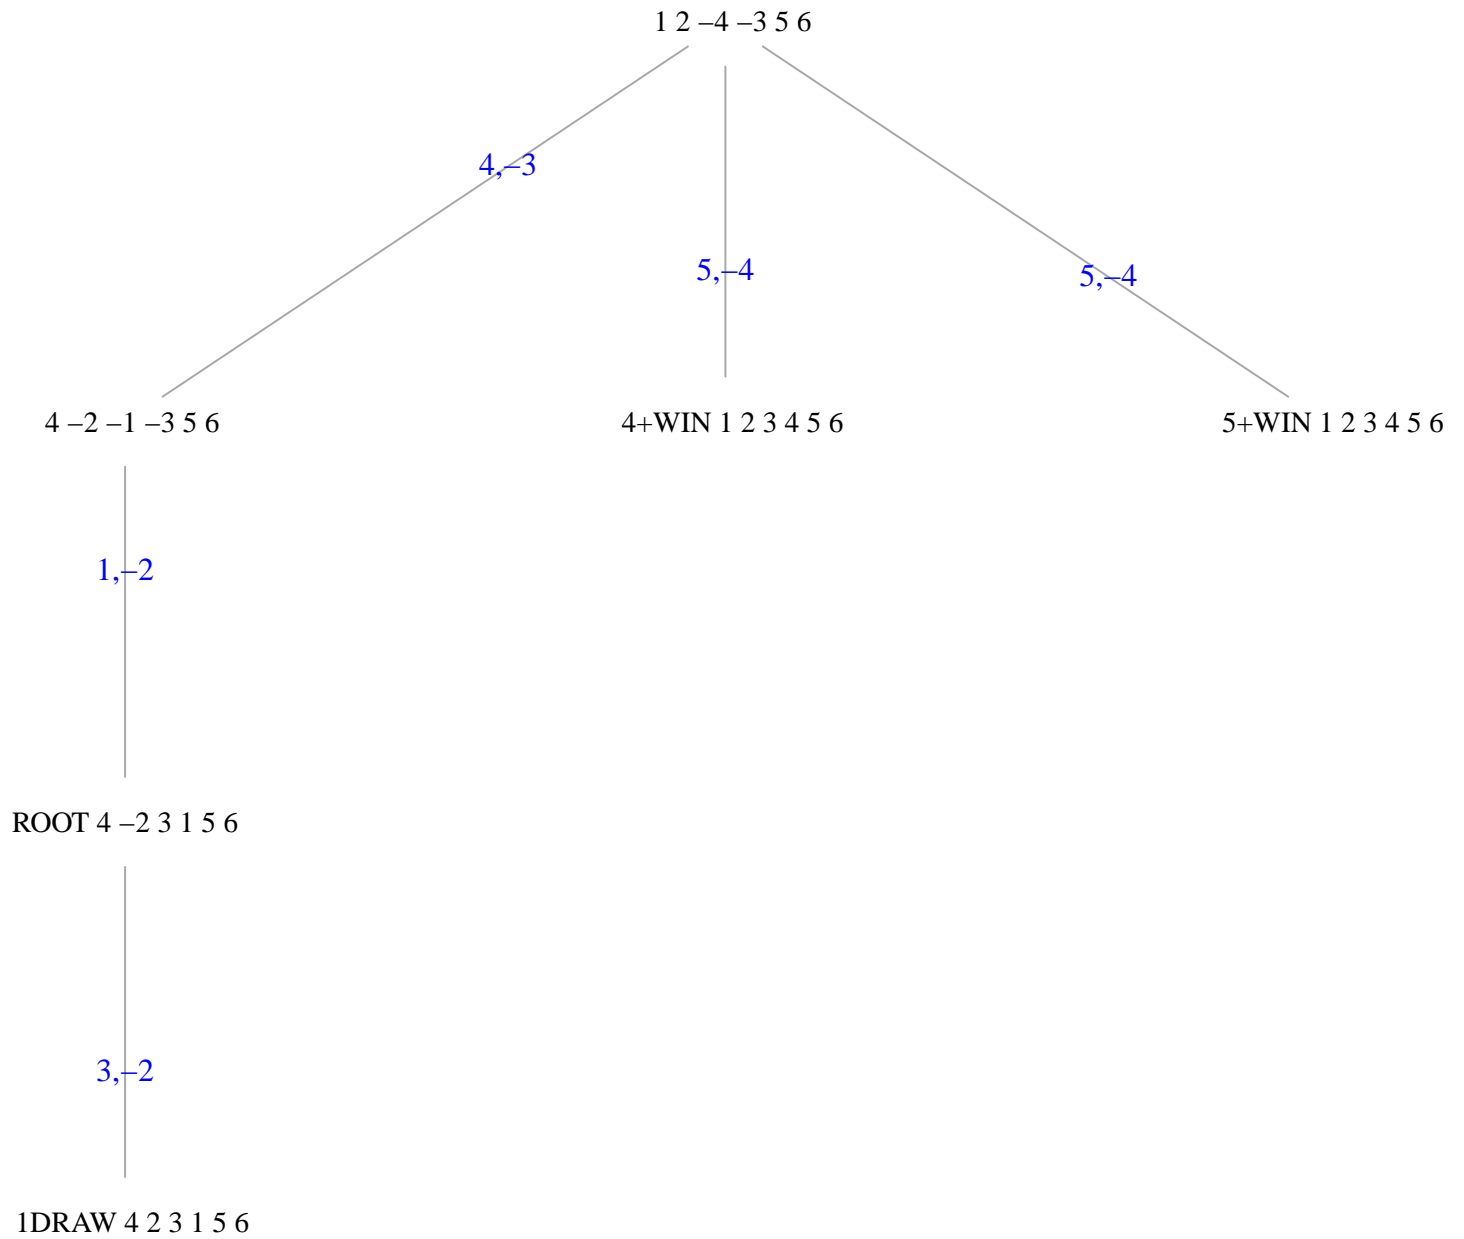 1 2 –4 –3 5 6
4,–3
5,–4
5,–4
4 –2 –1 –3 5 6
4+WIN 1 2 3 4 5 6
5+WIN 1 2 3 4 5 6
1,–2
ROOT 4 –2 3 1 5 6
3,–2
1DRAW 4 2 3 1 5 6